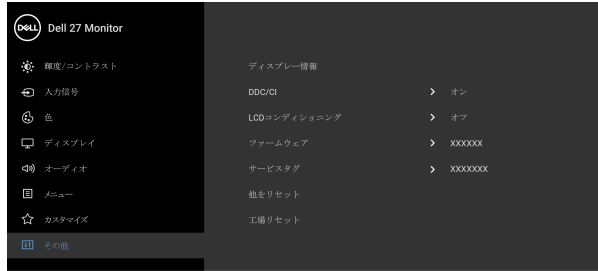 DELL
Dell 27 Monitor
輝度/コントラスト
入力信号
色
ディスプレイ
オーディオ
メニュー
カスタマイズ
その他
ディスプレー情報
DDC/CI オン
LCDコンディショニング オフ
ファームウェア XXXXXX
サービスタグ XXXXXXX
他をリセット
工場リセット